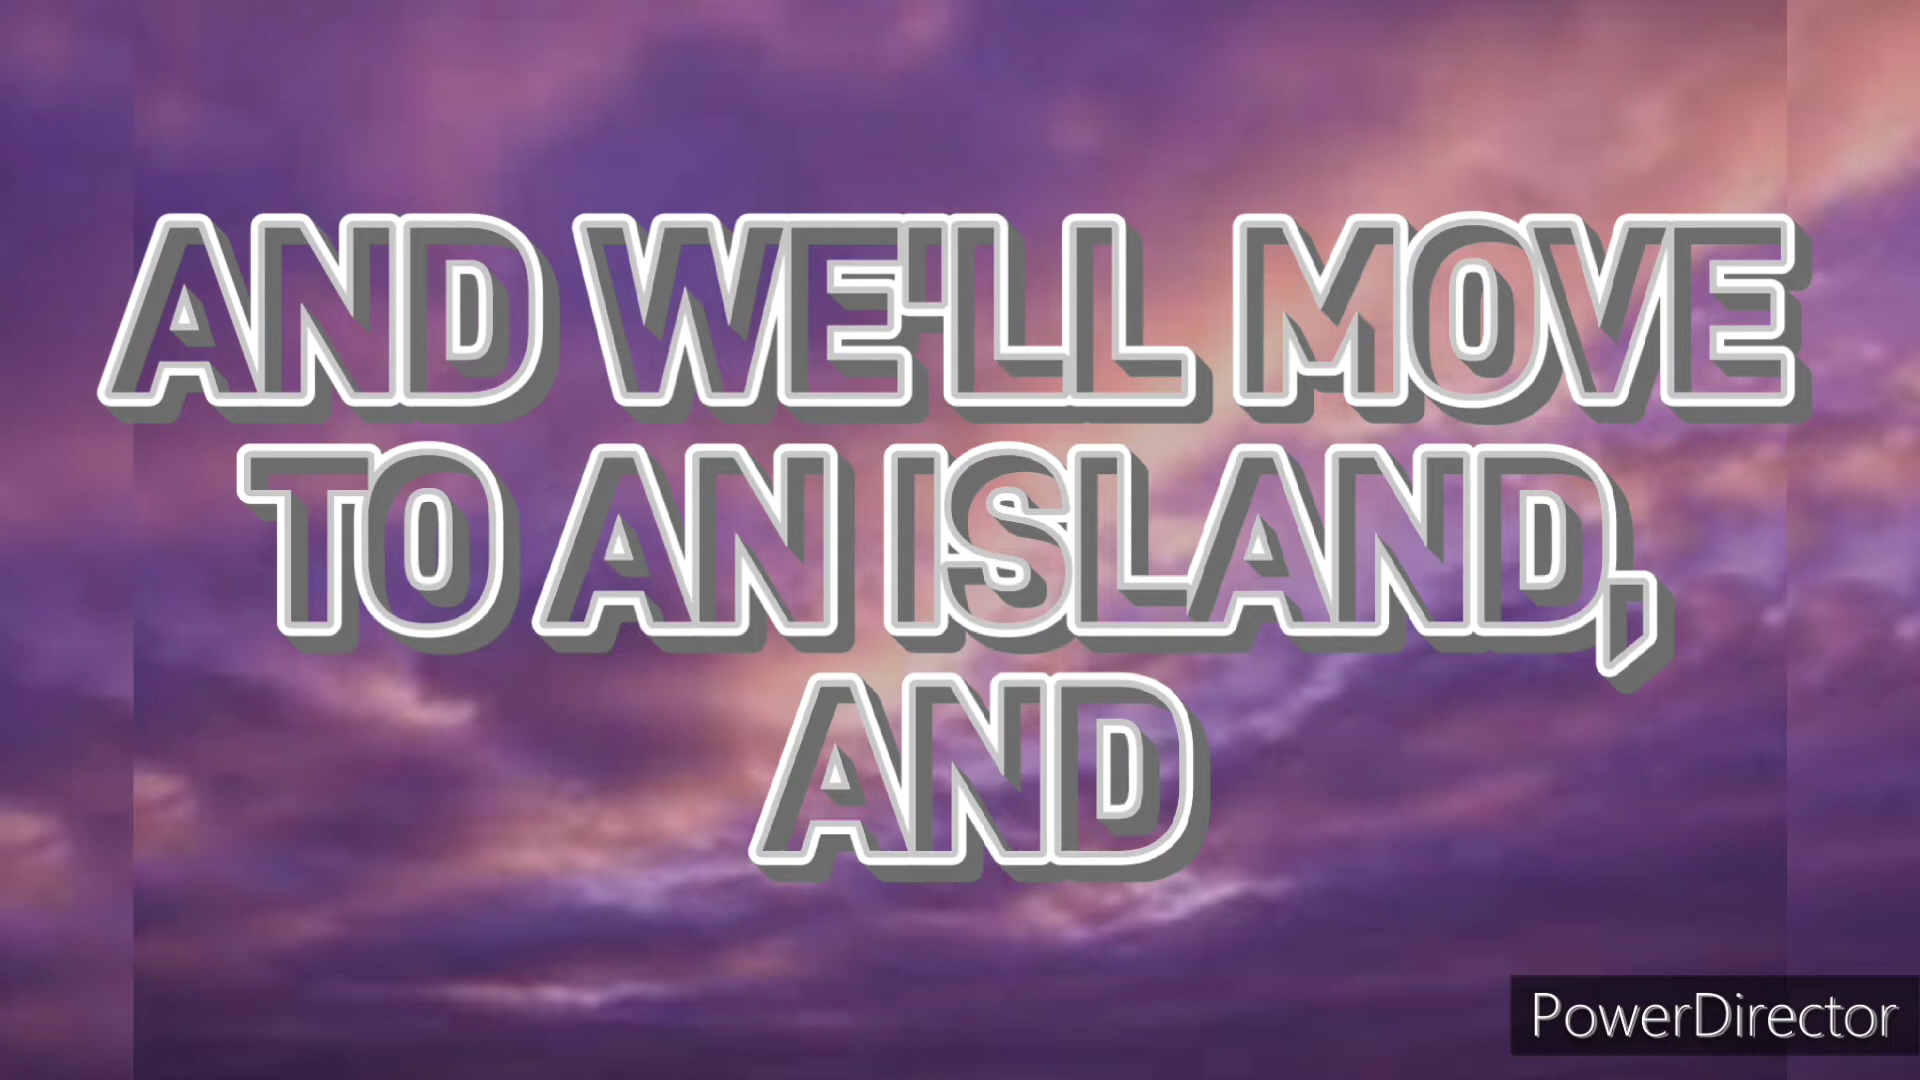 AND WE'LL MOVE
TO AN ISLAND,
AND
PowerDirector